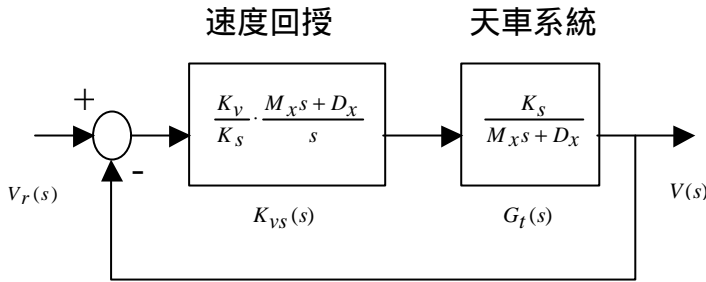 速度回授 天車系統
+ K_v/K_s · (M_x s + D_x)/s K_s/(M_x s + D_x)
-
V_r(s) K_vs(s) G_t(s) V(s)